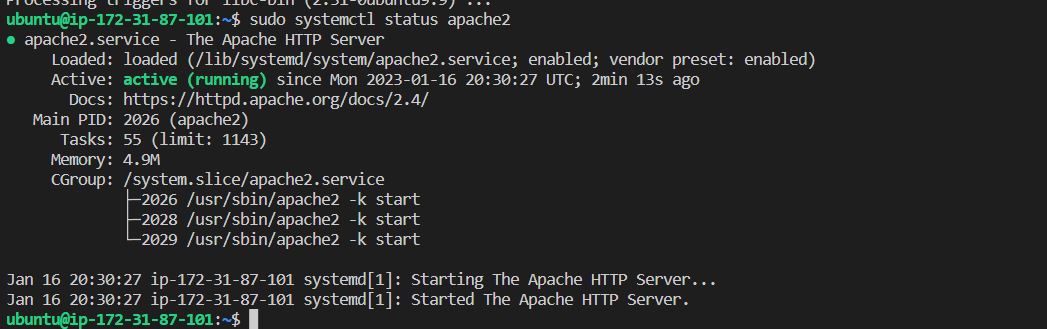 Processing triggers for libc-bin (2.31-0ubuntu9.9) ...
ubuntu@ip-172-31-87-101:~$ sudo systemctl status apache2
● apache2.service - The Apache HTTP Server
     Loaded: loaded (/lib/systemd/system/apache2.service; enabled; vendor preset: enabled)
     Active: active (running) since Mon 2023-01-16 20:30:27 UTC; 2min 13s ago
       Docs: https://httpd.apache.org/docs/2.4/
   Main PID: 2026 (apache2)
      Tasks: 55 (limit: 1143)
     Memory: 4.9M
     CGroup: /system.slice/apache2.service
             ├─2026 /usr/sbin/apache2 -k start
             ├─2028 /usr/sbin/apache2 -k start
             └─2029 /usr/sbin/apache2 -k start
Jan 16 20:30:27 ip-172-31-87-101 systemd[1]: Starting The Apache HTTP Server...
Jan 16 20:30:27 ip-172-31-87-101 systemd[1]: Started The Apache HTTP Server.
ubuntu@ip-172-31-87-101:~$